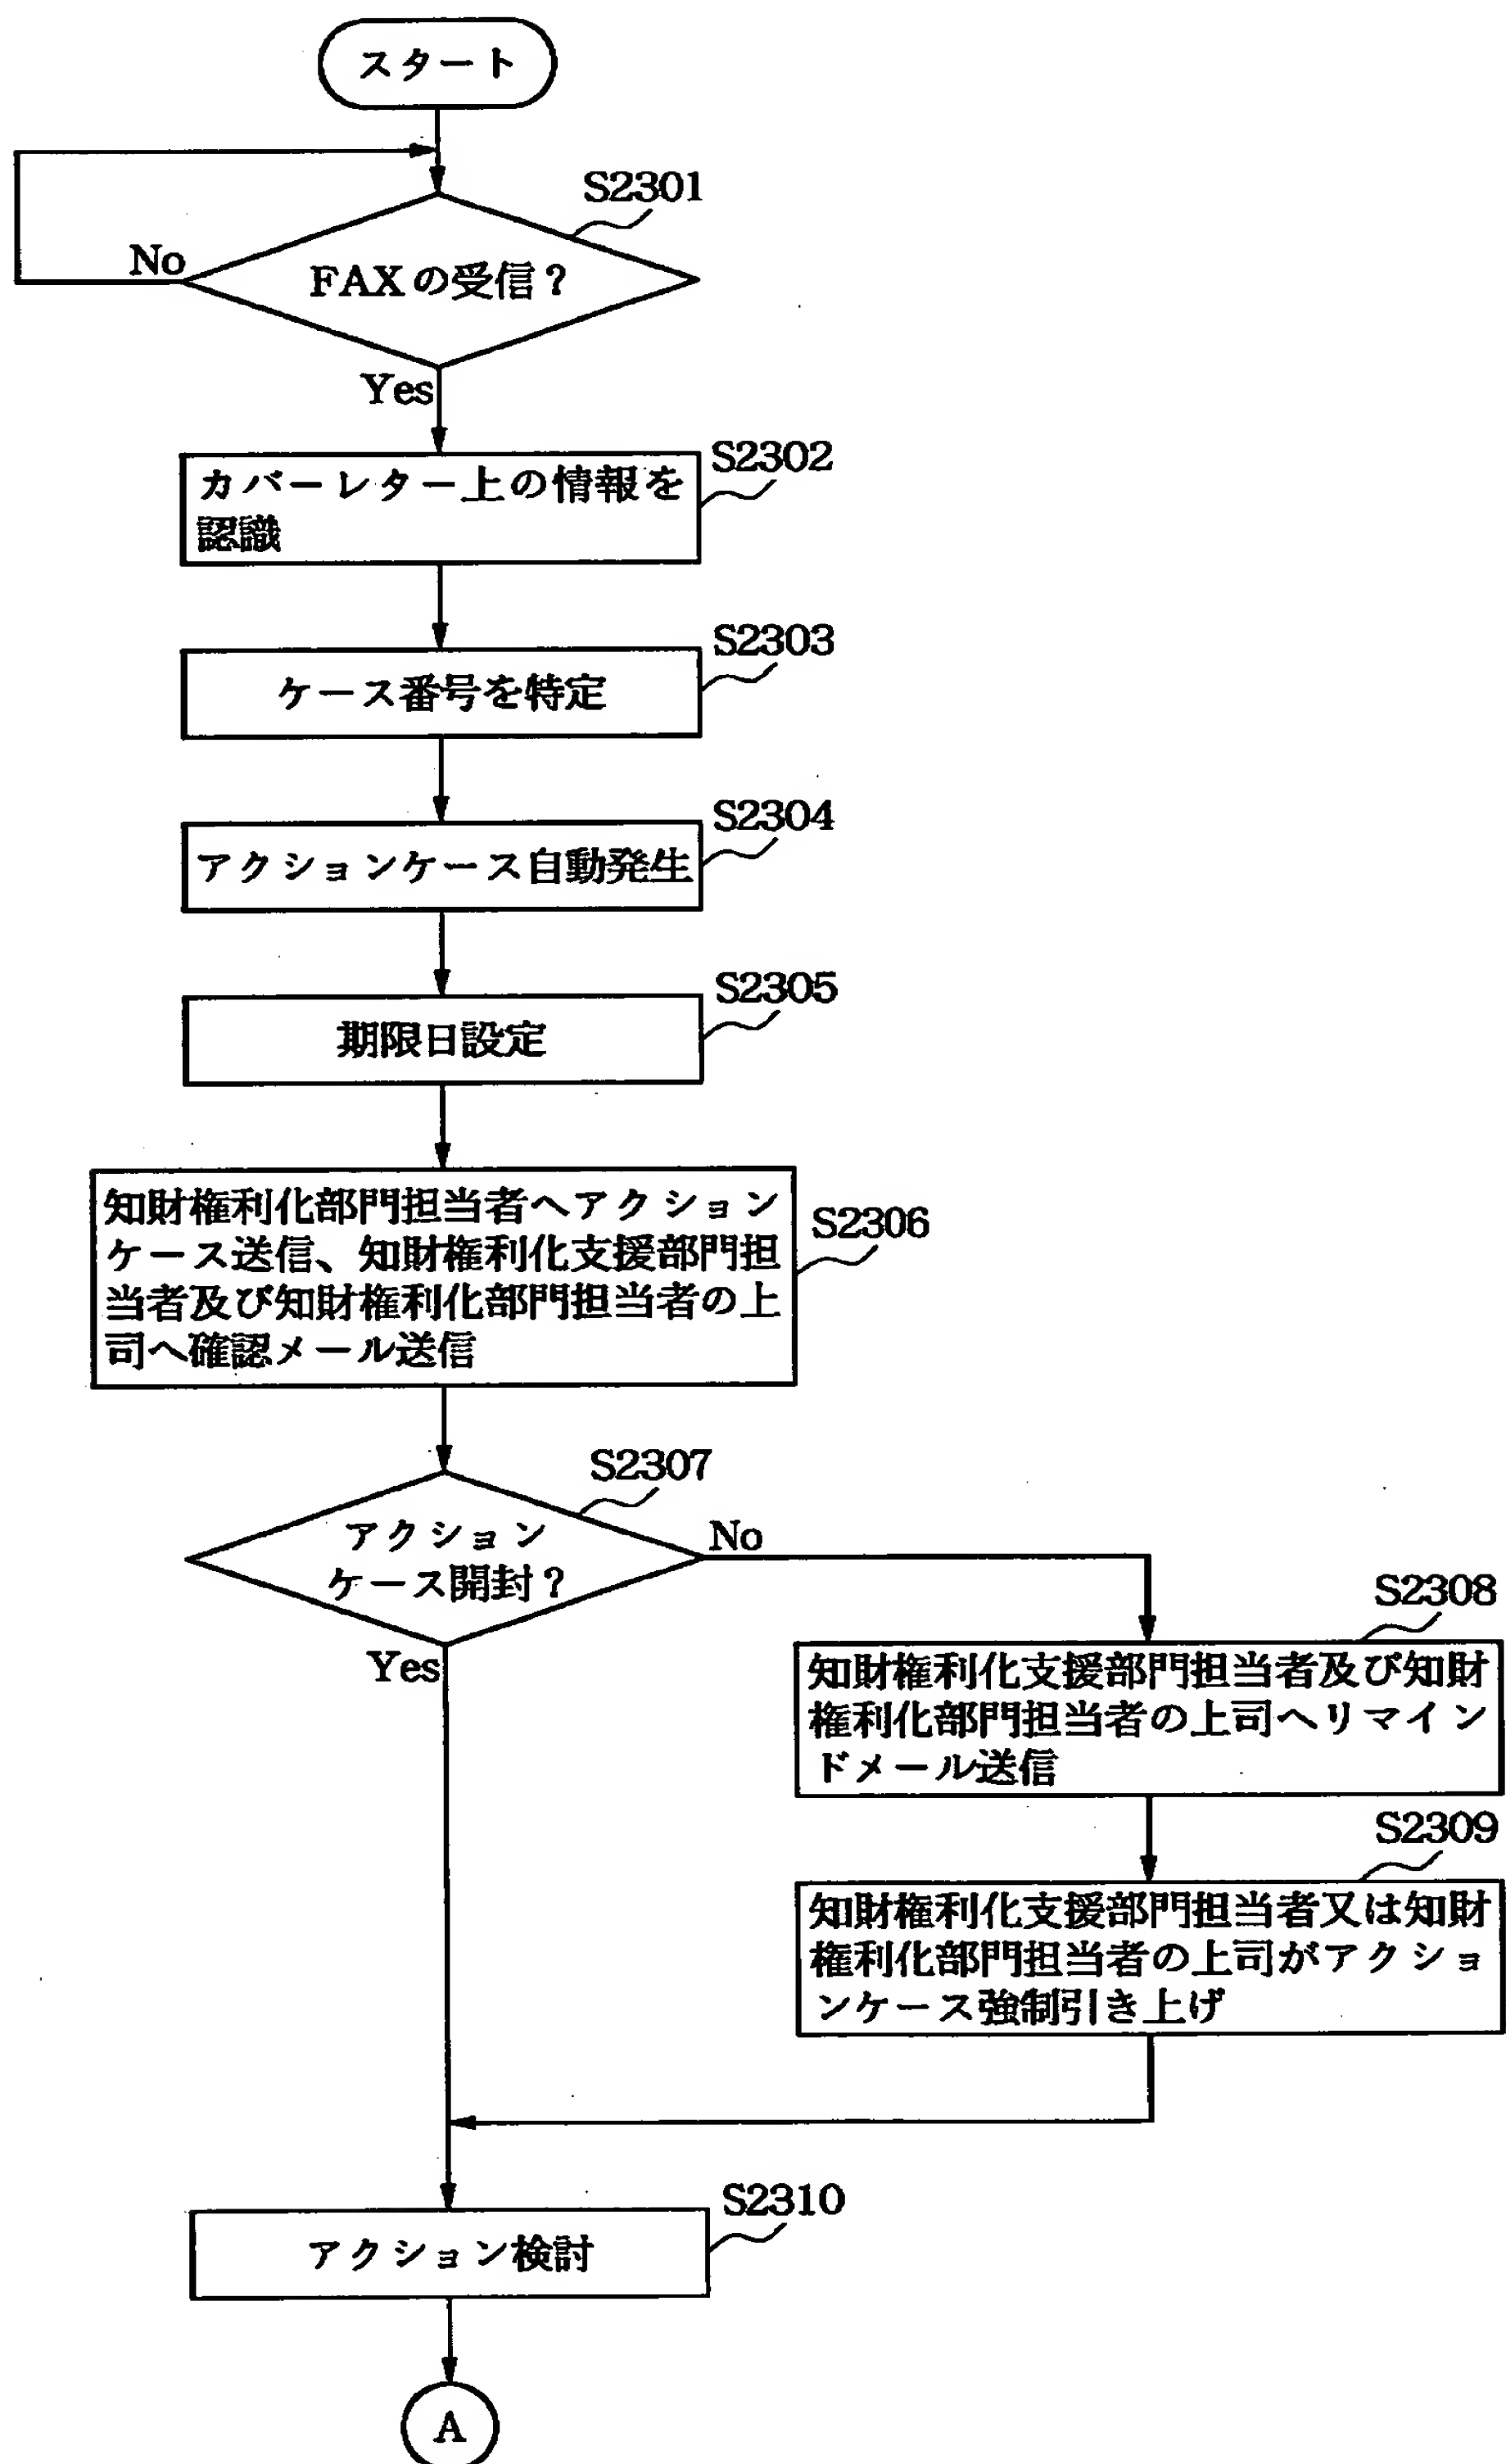 スタート
S2301
No
FAXの受信？
Yes
S2302
カバーレター上の情報を
認識
S2303
ケース番号を特定
S2304
アクションケース自動発生
S2305
期限日設定
S2306
知財権利化部門担当者へアクション
ケース送信、知財権利化支援部門担
当者及び知財権利化部門担当者の上
司へ確認メール送信
S2307
アクション
ケース開封？
No
Yes
S2308
知財権利化支援部門担当者及び知財
権利化部門担当者の上司へリマイン
ドメール送信
S2309
知財権利化支援部門担当者又は知財
権利化部門担当者の上司がアクショ
ンケース強制引き上げ
S2310
アクション検討
A